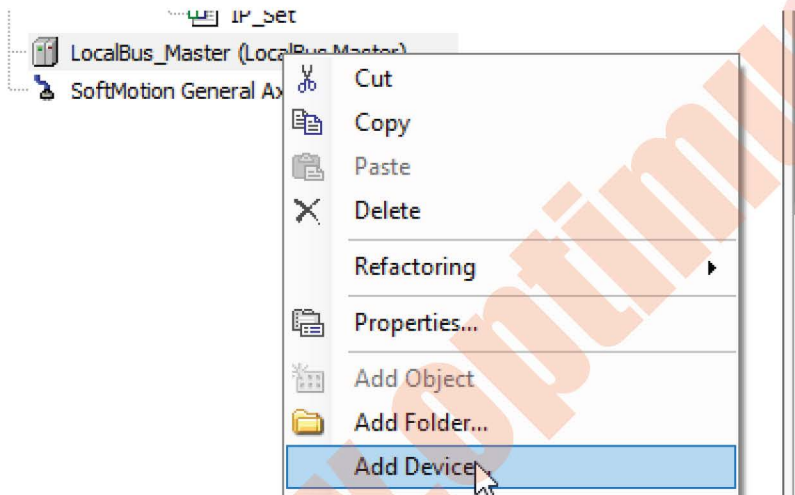 IP_Set
LocalBus_Master (LocalBus Master)
SoftMotion General Ax
Cut
Copy
Paste
Delete
Refactoring
Properties...
Add Object
Add Folder...
Add Device...
optimu